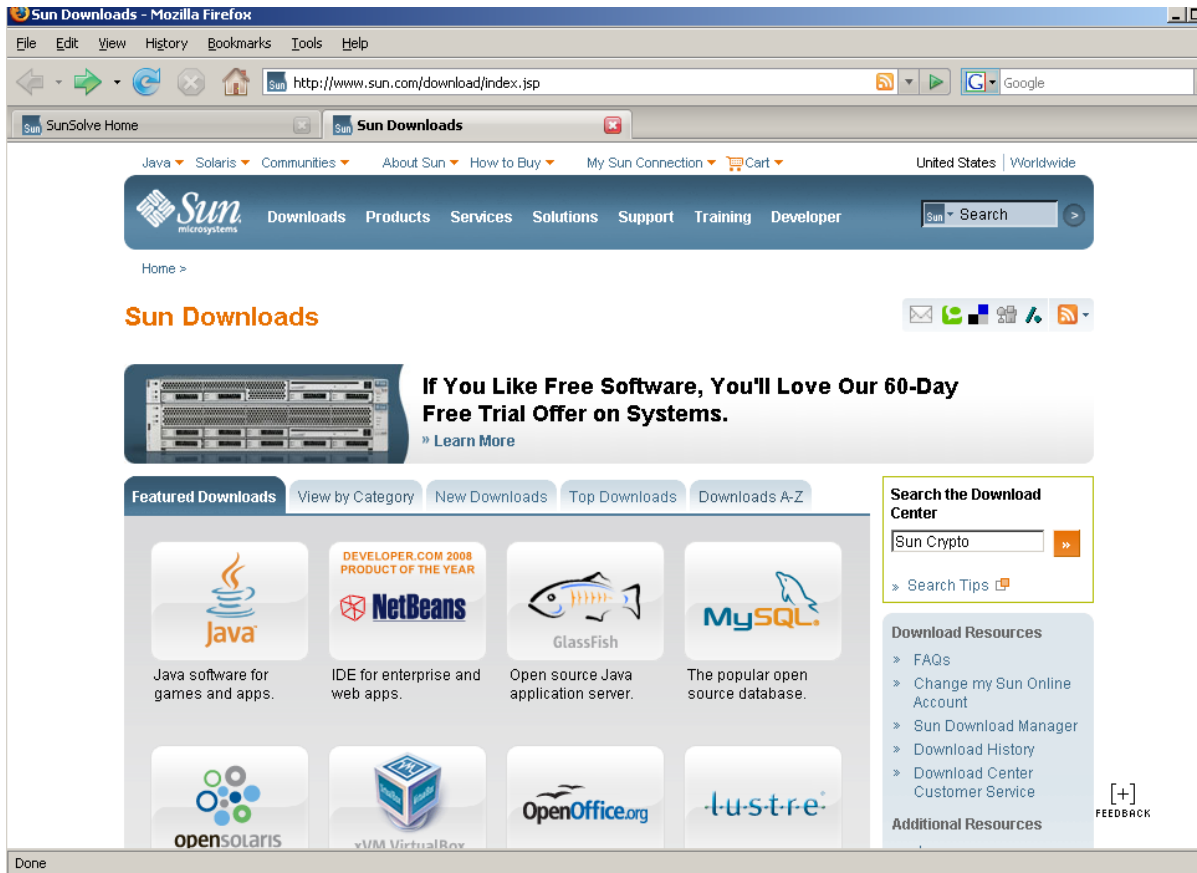 Sun Downloads - Mozilla Firefox
File Edit View History Bookmarks Tools Help
Sun http://www.sun.com/download/index.jsp G Google
Sun SunSolve Home Sun Sun Downloads
Java Solaris Communities About Sun How to Buy My Sun Connection Cart United States | Worldwide
Sun microsystems Downloads Products Services Solutions Support Training Developer Sun Search
Home >
Sun Downloads
If You Like Free Software, You'll Love Our 60-Day
Free Trial Offer on Systems.
» Learn More
Featured Downloads View by Category New Downloads Top Downloads Downloads A-Z
Java
Java software for
games and apps.
DEVELOPER.COM 2008
PRODUCT OF THE YEAR
NetBeans
IDE for enterprise and
web apps.
GlassFish
Open source Java
application server.
MySQL.
The popular open
source database.
opensolaris
xVM VirtualBox
OpenOffice.org
l·u·s·t·r·e·
Search the Download
Center
Sun Crypto »
» Search Tips
Download Resources
» FAQs
» Change my Sun Online
Account
» Sun Download Manager
» Download History
» Download Center
Customer Service
Additional Resources
[+]
FEEDBACK
Done